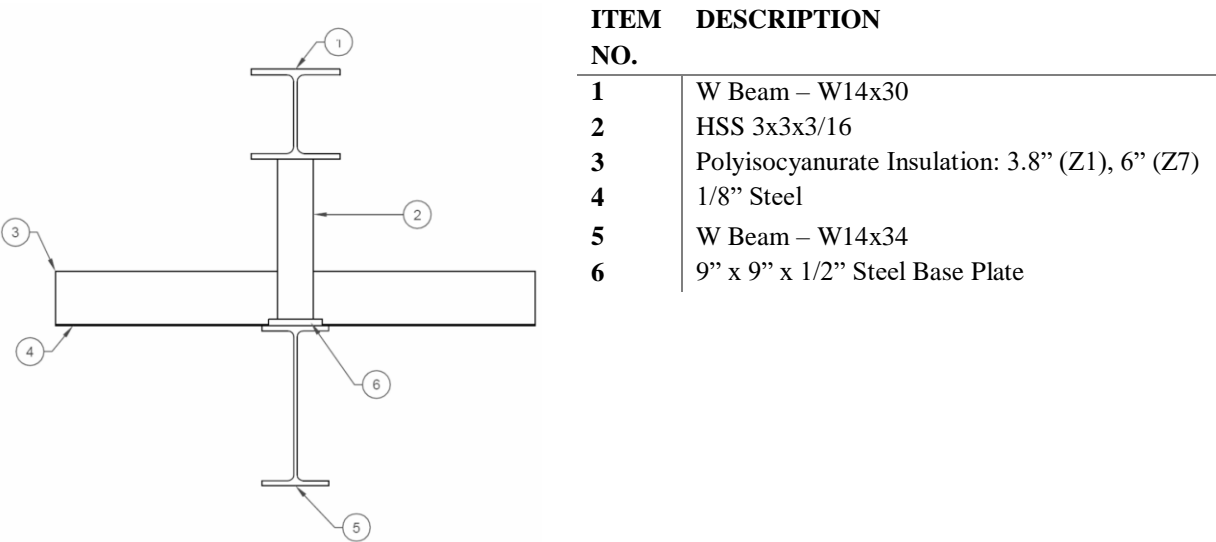 ITEM DESCRIPTION
NO.
1 W Beam – W14x30
2 HSS 3x3x3/16
3 Polyisocyanurate Insulation: 3.8” (Z1), 6” (Z7)
4 1/8” Steel
5 W Beam – W14x34
6 9” x 9” x 1/2” Steel Base Plate
1
2
3
4
6
5